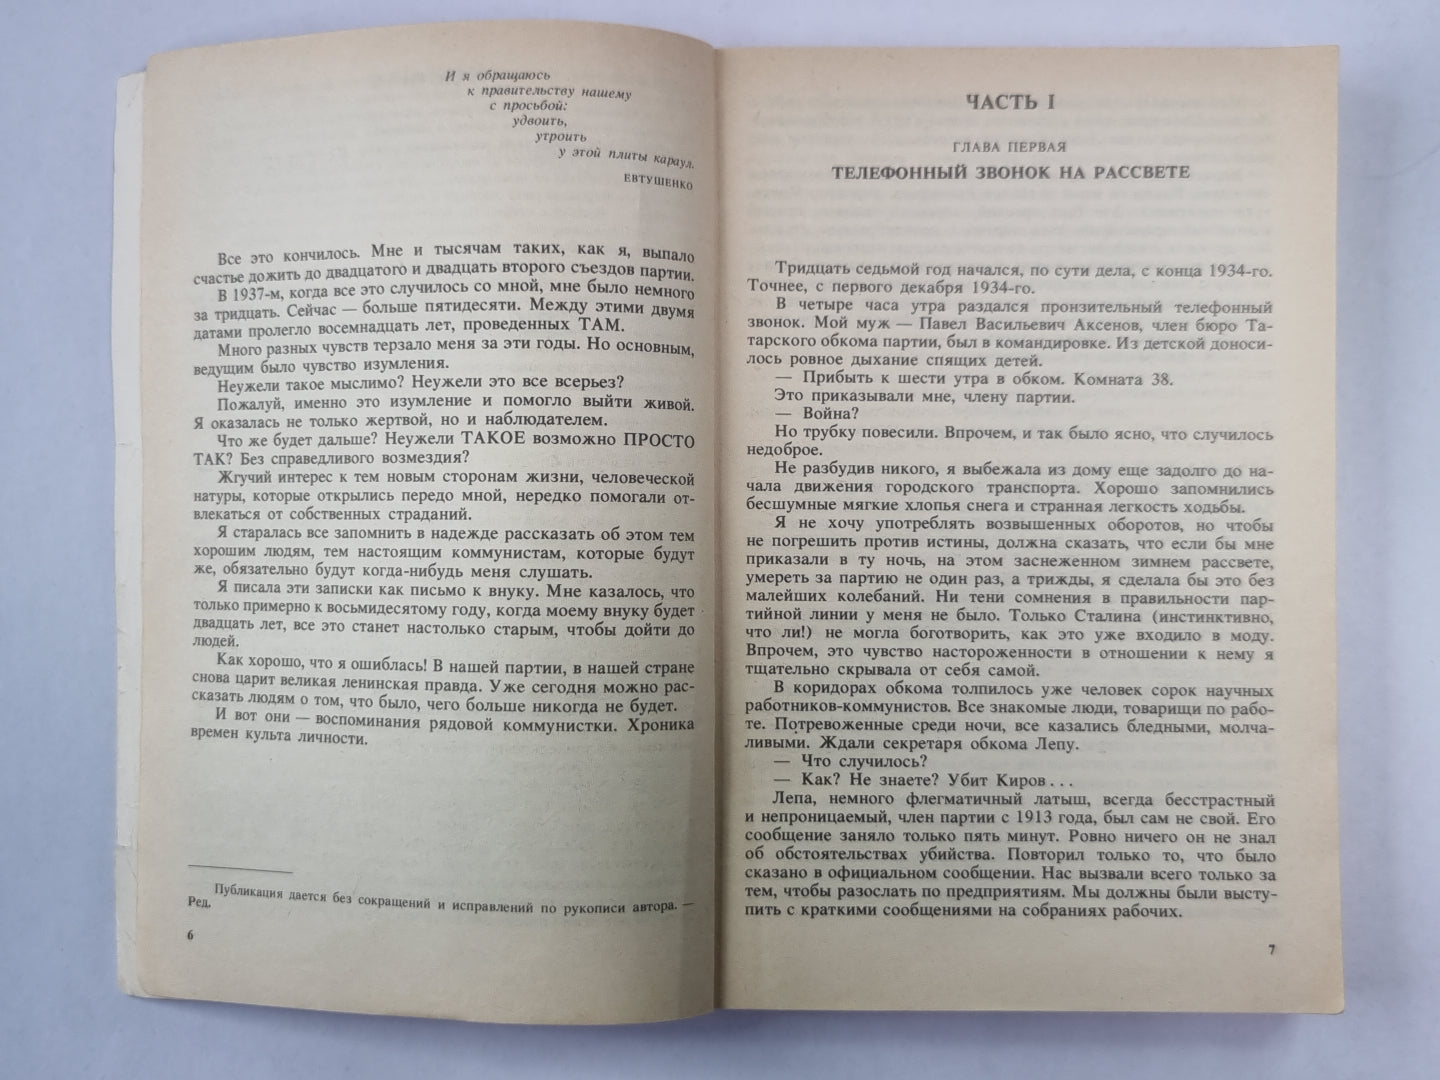 И я обращаюсь
к правительству нашему
с просьбой:
удвоить,
утроить
у этой плиты караул.
ЕВТУШЕНКО
Все это кончилось. Мне и тысячам таких, как я, выпало
счастье дожить до двадцатого и двадцать второго съездов партии.
В 1937-м, когда все это случилось со мной, мне было немного
за тридцать. Сейчас — больше пятидесяти. Между этими двумя
датами пролегло восемнадцать лет, проведенных ТАМ.
Много разных чувств терзало меня за эти годы. Но основным,
ведущим было чувство изумления.
Неужели такое мыслимо? Неужели это все всерьез?
Пожалуй, именно это изумление и помогло выйти живой.
Я оказалась не только жертвой, но и наблюдателем.
Что же будет дальше? Неужели ТАКОЕ возможно ПРОСТО
ТАК? Без справедливого возмездия?
Жгучий интерес к тем новым сторонам жизни, человеческой
натуры, которые открылись передо мной, нередко помогали от-
влекаться от собственных страданий.
Я старалась все запомнить в надежде рассказать об этом тем
хорошим людям, тем настоящим коммунистам, которые будут
же, обязательно будут когда-нибудь меня слушать.
Я писала эти записки как письмо к внуку. Мне казалось, что
только примерно к восьмидесятому году, когда моему внуку будет
двадцать лет, все это станет настолько старым, чтобы дойти до
людей.
Как хорошо, что я ошиблась! В нашей партии, в нашей стране
снова царит великая ленинская правда. Уже сегодня можно рас-
сказать людям о том, что было, чего больше никогда не будет.
И вот они — воспоминания рядовой коммунистки. Хроника
времен культа личности.
Публикация дается без сокращений и исправлений по рукописи автора. —
Ред.
6
ЧАСТЬ I
ГЛАВА ПЕРВАЯ
ТЕЛЕФОННЫЙ ЗВОНОК НА РАССВЕТЕ
Тридцать седьмой год начался, по сути дела, с конца 1934-го.
Точнее, с первого декабря 1934-го.
В четыре часа утра раздался пронзительный телефонный
звонок. Мой муж — Павел Васильевич Аксенов, член бюро Та-
тарского обкома партии, был в командировке. Из детской доноси-
лось ровное дыхание спящих детей.
— Прибыть к шести утра в обком. Комната 38.
Это приказывали мне, члену партии.
— Война?
Но трубку повесили. Впрочем, и так было ясно, что случилось
недоброе.
Не разбудив никого, я выбежала из дому еще задолго до на-
чала движения городского транспорта. Хорошо запомнились
бесшумные мягкие хлопья снега и странная легкость ходьбы.
Я не хочу употреблять возвышенных оборотов, но чтобы
не погрешить против истины, должна сказать, что если бы мне
приказали в ту ночь, на этом заснеженном зимнем рассвете,
умереть за партию не один раз, а трижды, я сделала бы это без
малейших колебаний. Ни тени сомнения в правильности пар-
тийной линии у меня не было. Только Сталина (инстинктивно,
что ли!) не могла боготворить, как это уже входило в моду.
Впрочем, это чувство настороженности в отношении к нему я
тщательно скрывала от себя самой.
В коридорах обкома толпилось уже человек сорок научных
работников-коммунистов. Все знакомые люди, товарищи по рабо-
те. Потревоженные среди ночи, все казались бледными, молча-
ливыми. Ждали секретаря обкома Лепу.
— Что случилось?
— Как? Не знаете? Убит Киров...
Лепа, немного флегматичный латыш, всегда бесстрастный
и непроницаемый, член партии с 1913 года, был сам не свой. Его
сообщение заняло только пять минут. Ровно ничего он не знал
об обстоятельствах убийства. Повторил только то, что было
сказано в официальном сообщении. Нас вызвали всего только за
тем, чтобы разослать по предприятиям. Мы должны были высту-
пить с краткими сообщениями на собраниях рабочих.
7